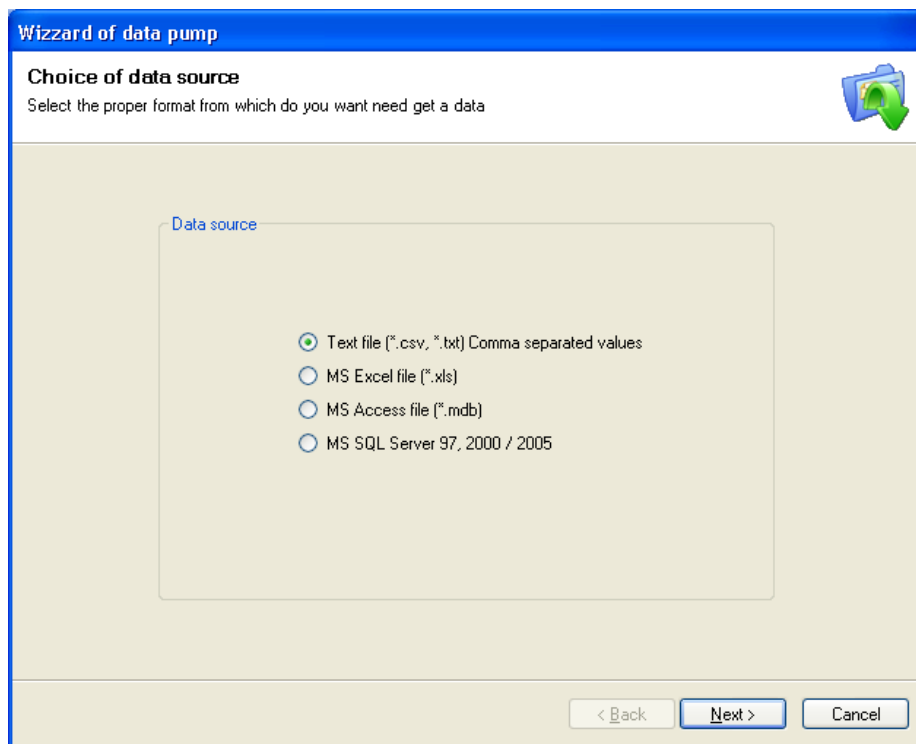 Wizzard of data pump
Choice of data source
Select the proper format from which do you want need get a data
Data source
Text file (*.csv, *.txt) Comma separated values
MS Excel file (*.xls)
MS Access file (*.mdb)
MS SQL Server 97, 2000 / 2005
< Back Next > Cancel